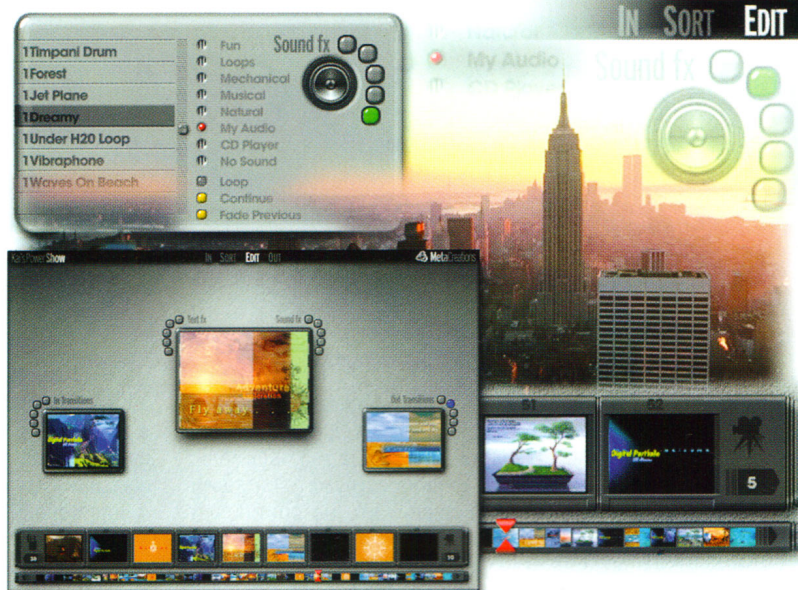 IN SORT EDIT
Sound fx
1Timpani Drum
1Forest
1Jet Plane
1Dreamy
1Under H20 Loop
1Vibraphone
1Waves On Beach
Fun
Loops
Mechanical
Musical
Natural
My Audio
CD Player
No Sound
Loop
Continue
Fade Previous
My Audio
Sound fx
Kai's PowerShow
IN SORT EDIT OUT
MetaCreations
Text fx
Sound fx
Adventure
Fly away
In Transitions
Digital Portfolio
Out Transitions
51
52
Digital Portfolio
welcome
5